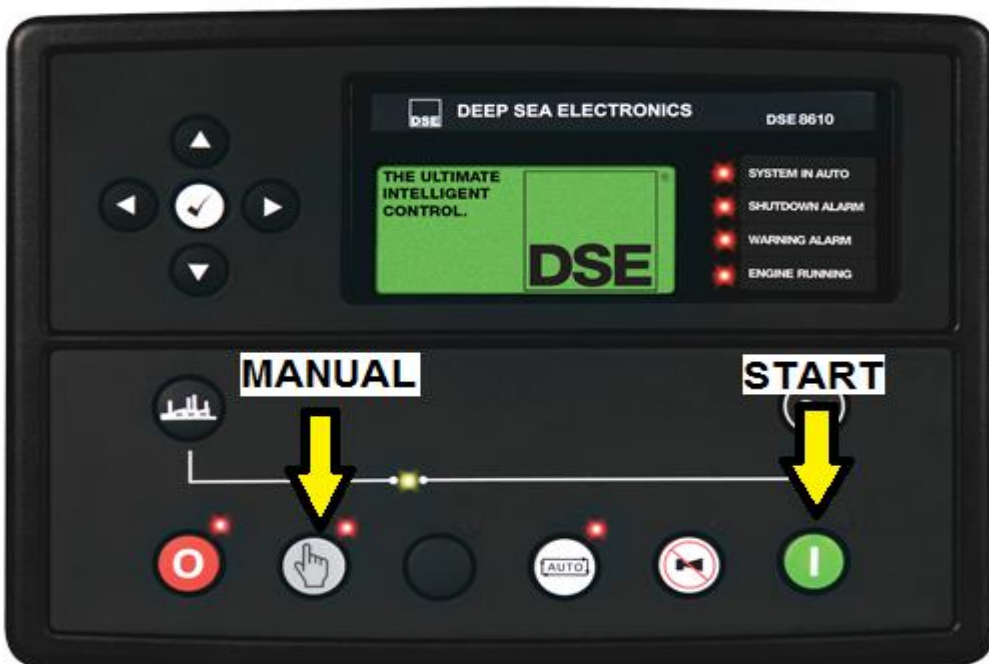 DSE DEEP SEA ELECTRONICS DSE 8610
THE ULTIMATE
INTELLIGENT
CONTROL.
DSE
SYSTEM IN AUTO
SHUTDOWN ALARM
WARNING ALARM
ENGINE RUNNING
MANUAL START
O AUTO I